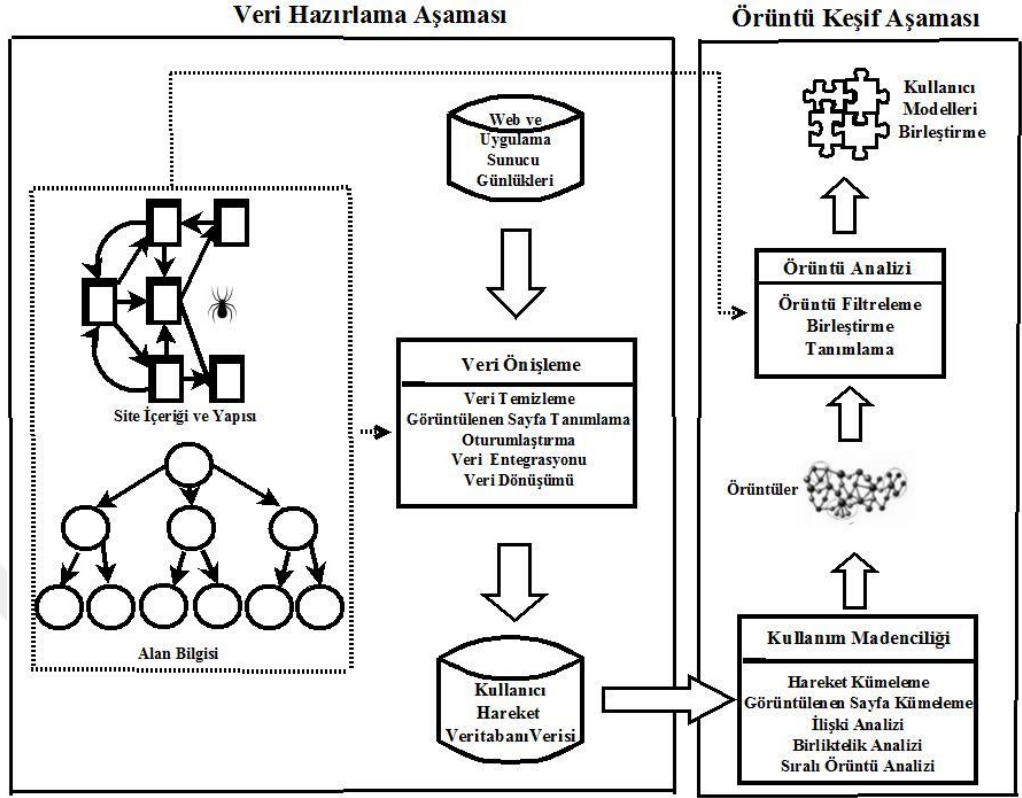 Veri Hazırlama Aşaması
Web ve
Uygulama
Sunucu
Günlükleri
Site İçeriği ve Yapısı
Alan Bilgisi
Veri Önişleme
Veri Temizleme
Görüntülenen Sayfa Tanımlama
Oturumlaştırma
Veri Entegrasyonu
Veri Dönüşümü
Kullanıcı
Hareket
VeritabanıVerisi
Örüntü Keşif Aşaması
Kullanıcı
Modelleri
Birleştirme
Örüntü Analizi
Örüntü Filtreleme
Birleştirme
Tanımlama
Örüntüler
Kullanım Madenciliği
Hareket Kümeleme
Görüntülenen Sayfa Kümeleme
İlişki Analizi
Birliktelik Analizi
Sıralı Örüntü Analizi